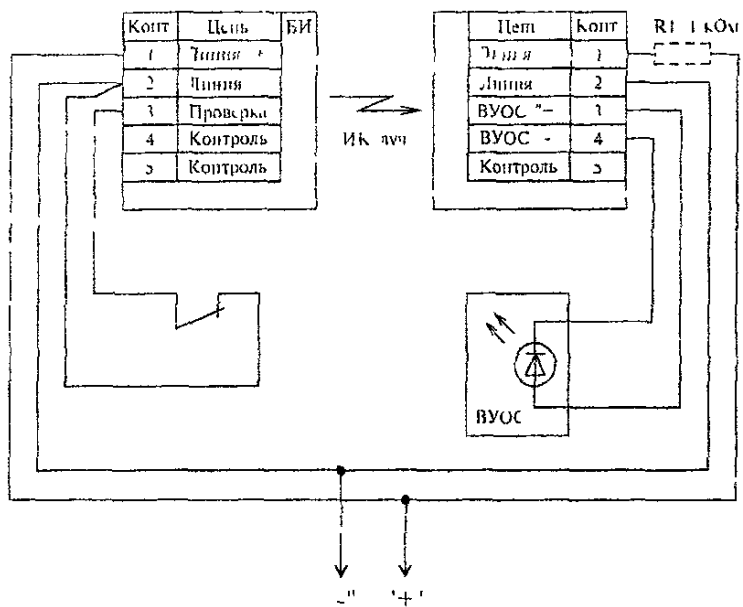 Конт Цепь БИ
1 Линия +
2 Линия
3 Проверка
4 Контроль
5 Контроль
ИК луч
Цеп Конт
Линия 1
Линия 2
ВУОС "– 3
ВУОС - 4
Контроль 5
R1 1 кОм
ВУОС
-" '+'